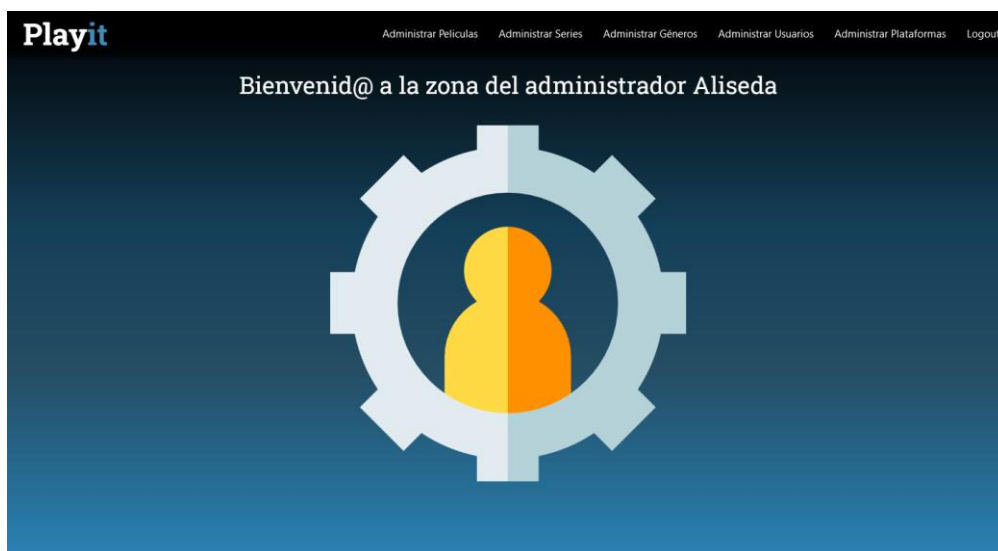 Playit
Administrar Peliculas Administrar Series Administrar Géneros Administrar Usuarios Administrar Plataformas Logout
Bienvenid@ a la zona del administrador Aliseda